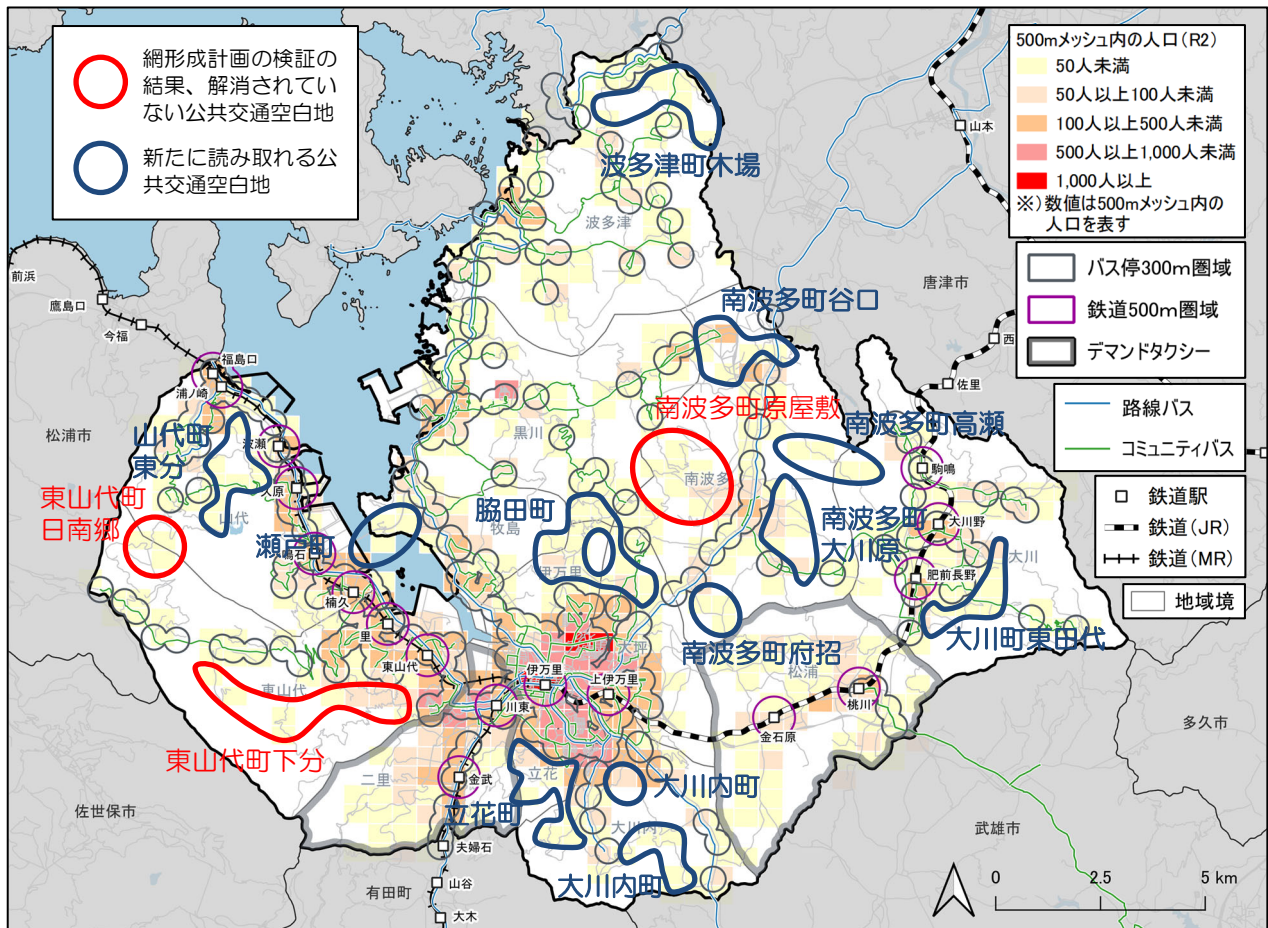 網形成計画の検証の
結果、解消されてい
ない公共交通空白地
新たに読み取れる公
共交通空白地
500mメッシュ内の人口（R2）
50人未満
50人以上100人未満
100人以上500人未満
500人以上1,000人未満
1,000人以上
※）数値は500mメッシュ内の
人口を表す
バス停300m圏域
鉄道500m圏域
デマンドタクシー
路線バス
コミュニティバス
鉄道駅
鉄道（JR）
鉄道（MR）
地域境
山本
波多津町木場
波多津
前浜
鷹島口
今福
唐津市
西
佐里
南波多町谷口
福島口
浦ノ崎
松浦市
山代町
東分
波瀬
久原
山代
東山代町
日南郷
鳴石
瀬戸町
楠久
里
東山代
黒川
南波多町原屋敷
南波多
南波多町高瀬
駒鳴
脇田町
牧島
伊万里
南波多町
大川原
大川野
大川
肥前長野
大川町東田代
南波多町府招
松浦
大坪
伊万里
上伊万里
川東
桃川
金石原
多久市
東山代
東山代町下分
二里
金武
立花
立花町
大川内町
大川内
大川内町
佐世保市
夫婦石
有田町
山谷
大木
武雄市
0 2.5 5 km